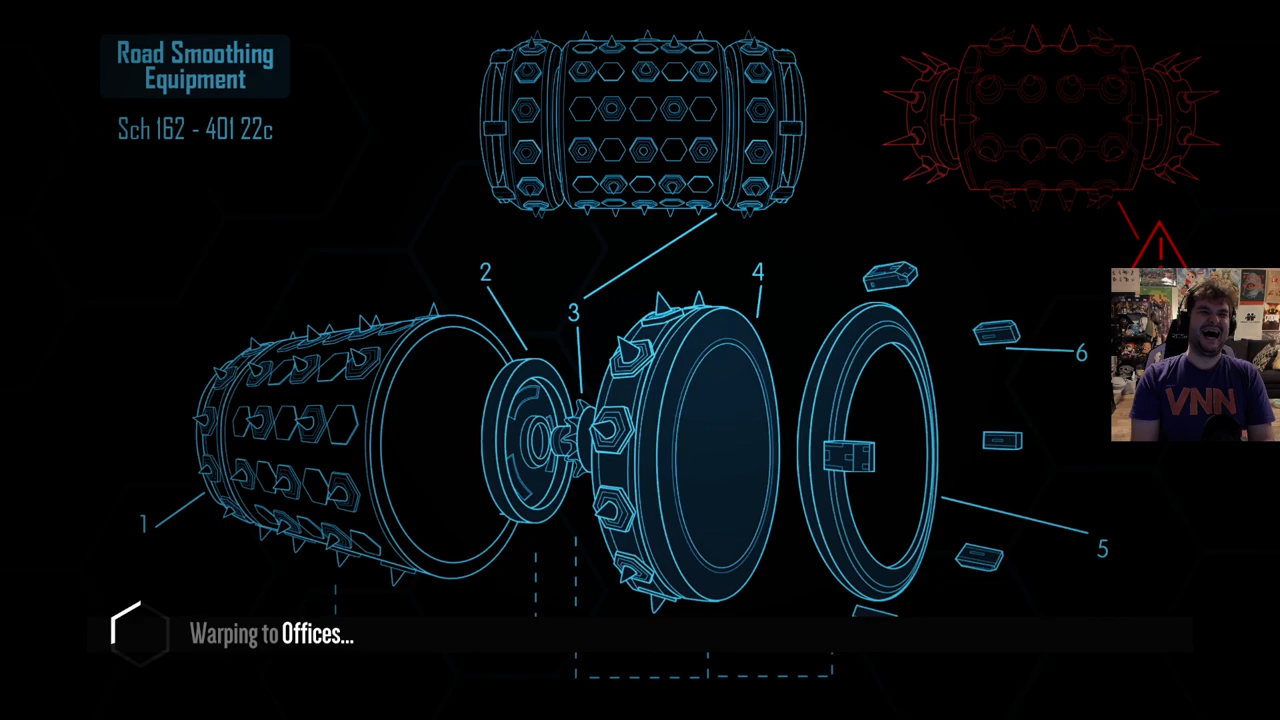 Road Smoothing
Equipment
Sch 162 - 401 22c
2
3
4
6
VNN
1
5
Warping to Offices...